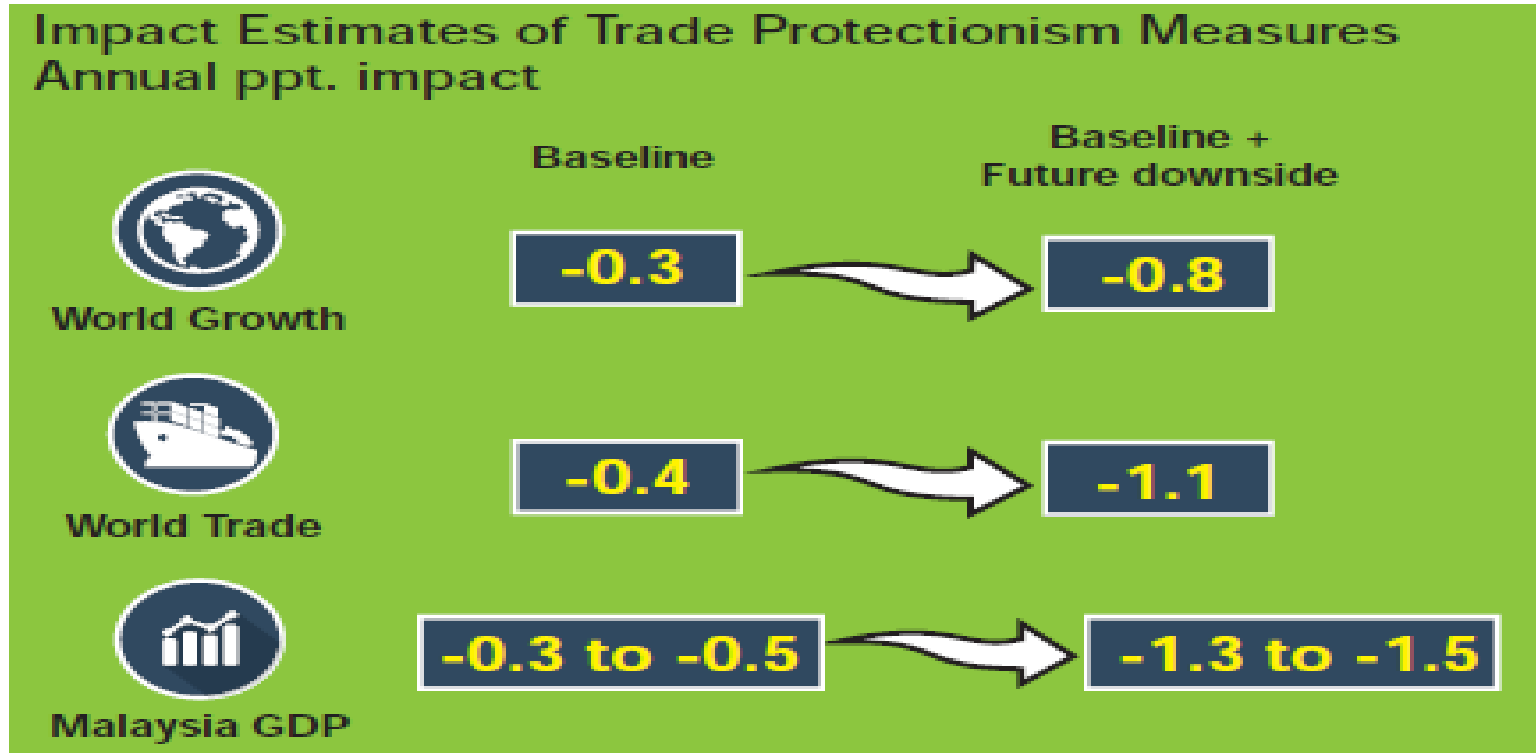 Impact Estimates of Trade Protectionism Measures
Annual ppt. impact
Baseline
Baseline +
Future downside
World Growth
-0.3
-0.8
World Trade
-0.4
-1.1
Malaysia GDP
-0.3 to -0.5
-1.3 to -1.5